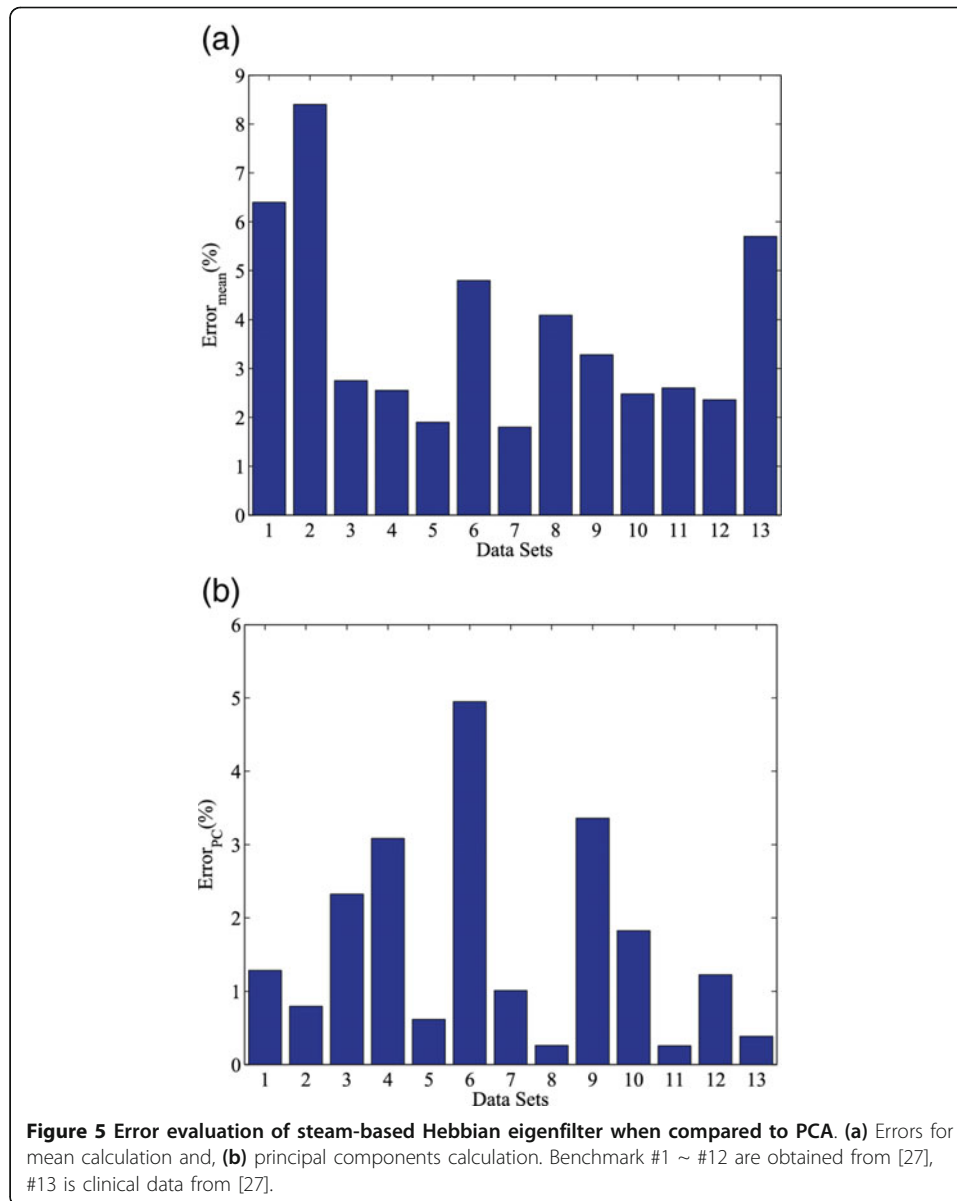 (a)
9
8
7
6
5
4
3
2
1
0
Error_mean(%)
1 2 3 4 5 6 7 8 9 10 11 12 13
Data Sets
(b)
6
5
4
3
2
1
0
Error_PC(%)
1 2 3 4 5 6 7 8 9 10 11 12 13
Data Sets
Figure 5 Error evaluation of steam-based Hebbian eigenfilter when compared to PCA. (a) Errors for
mean calculation and, (b) principal components calculation. Benchmark #1 ~ #12 are obtained from [27],
#13 is clinical data from [27].